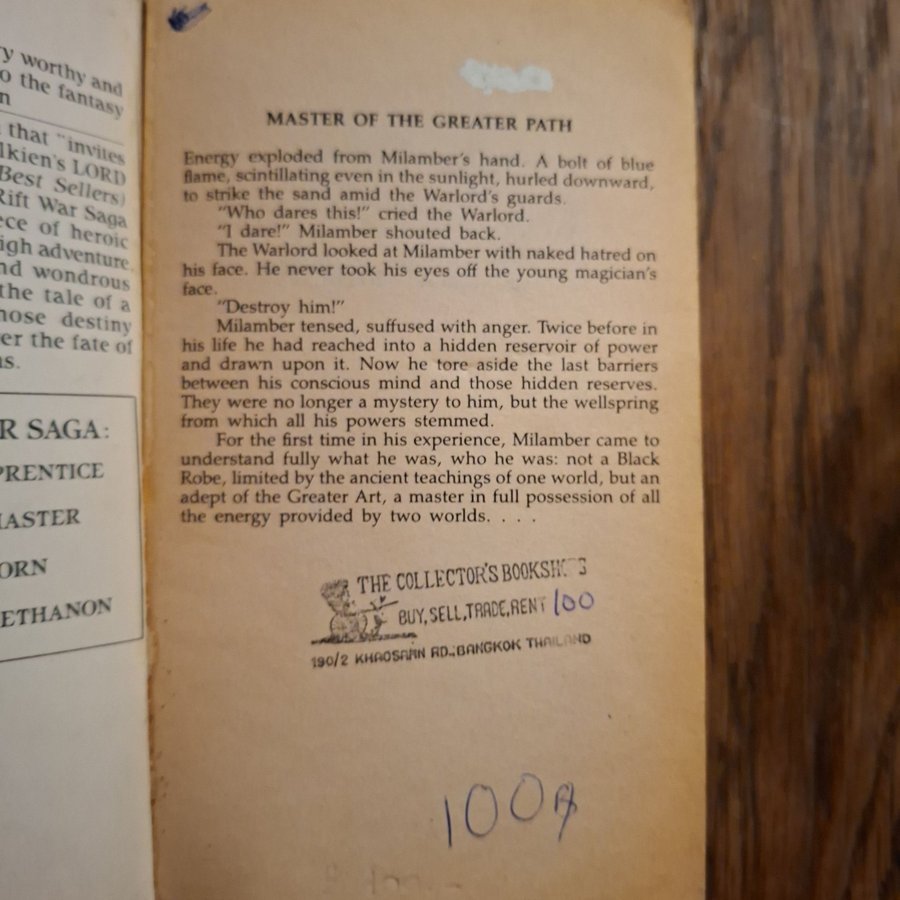 ry worthy and
o the fantasy
n
that "invites
lkien's LORD
Best Sellers)
Rift War Saga
ece of heroic
igh adventure,
nd wondrous
the tale of a
hose destiny
er the fate of
ns.
R SAGA:
PRENTICE
MASTER
ORN
ETHANON
MASTER OF THE GREATER PATH
Energy exploded from Milamber's hand. A bolt of blue
flame, scintillating even in the sunlight, hurled downward,
to strike the sand amid the Warlord's guards.
"Who dares this!" cried the Warlord.
"I dare!" Milamber shouted back.
The Warlord looked at Milamber with naked hatred on
his face. He never took his eyes off the young magician's
face.
"Destroy him!"
Milamber tensed, suffused with anger. Twice before in
his life he had reached into a hidden reservoir of power
and drawn upon it. Now he tore aside the last barriers
between his conscious mind and those hidden reserves.
They were no longer a mystery to him, but the wellspring
from which all his powers stemmed.
For the first time in his experience, Milamber came to
understand fully what he was, who he was: not a Black
Robe, limited by the ancient teachings of one world, but an
adept of the Greater Art, a master in full possession of all
the energy provided by two worlds. . . .
THE COLLECTOR'S BOOKSH
BUY, SELL, TRADE, RENT 100
190/2 KHAOSARN RD., BANGKOK THAILAND
100฿